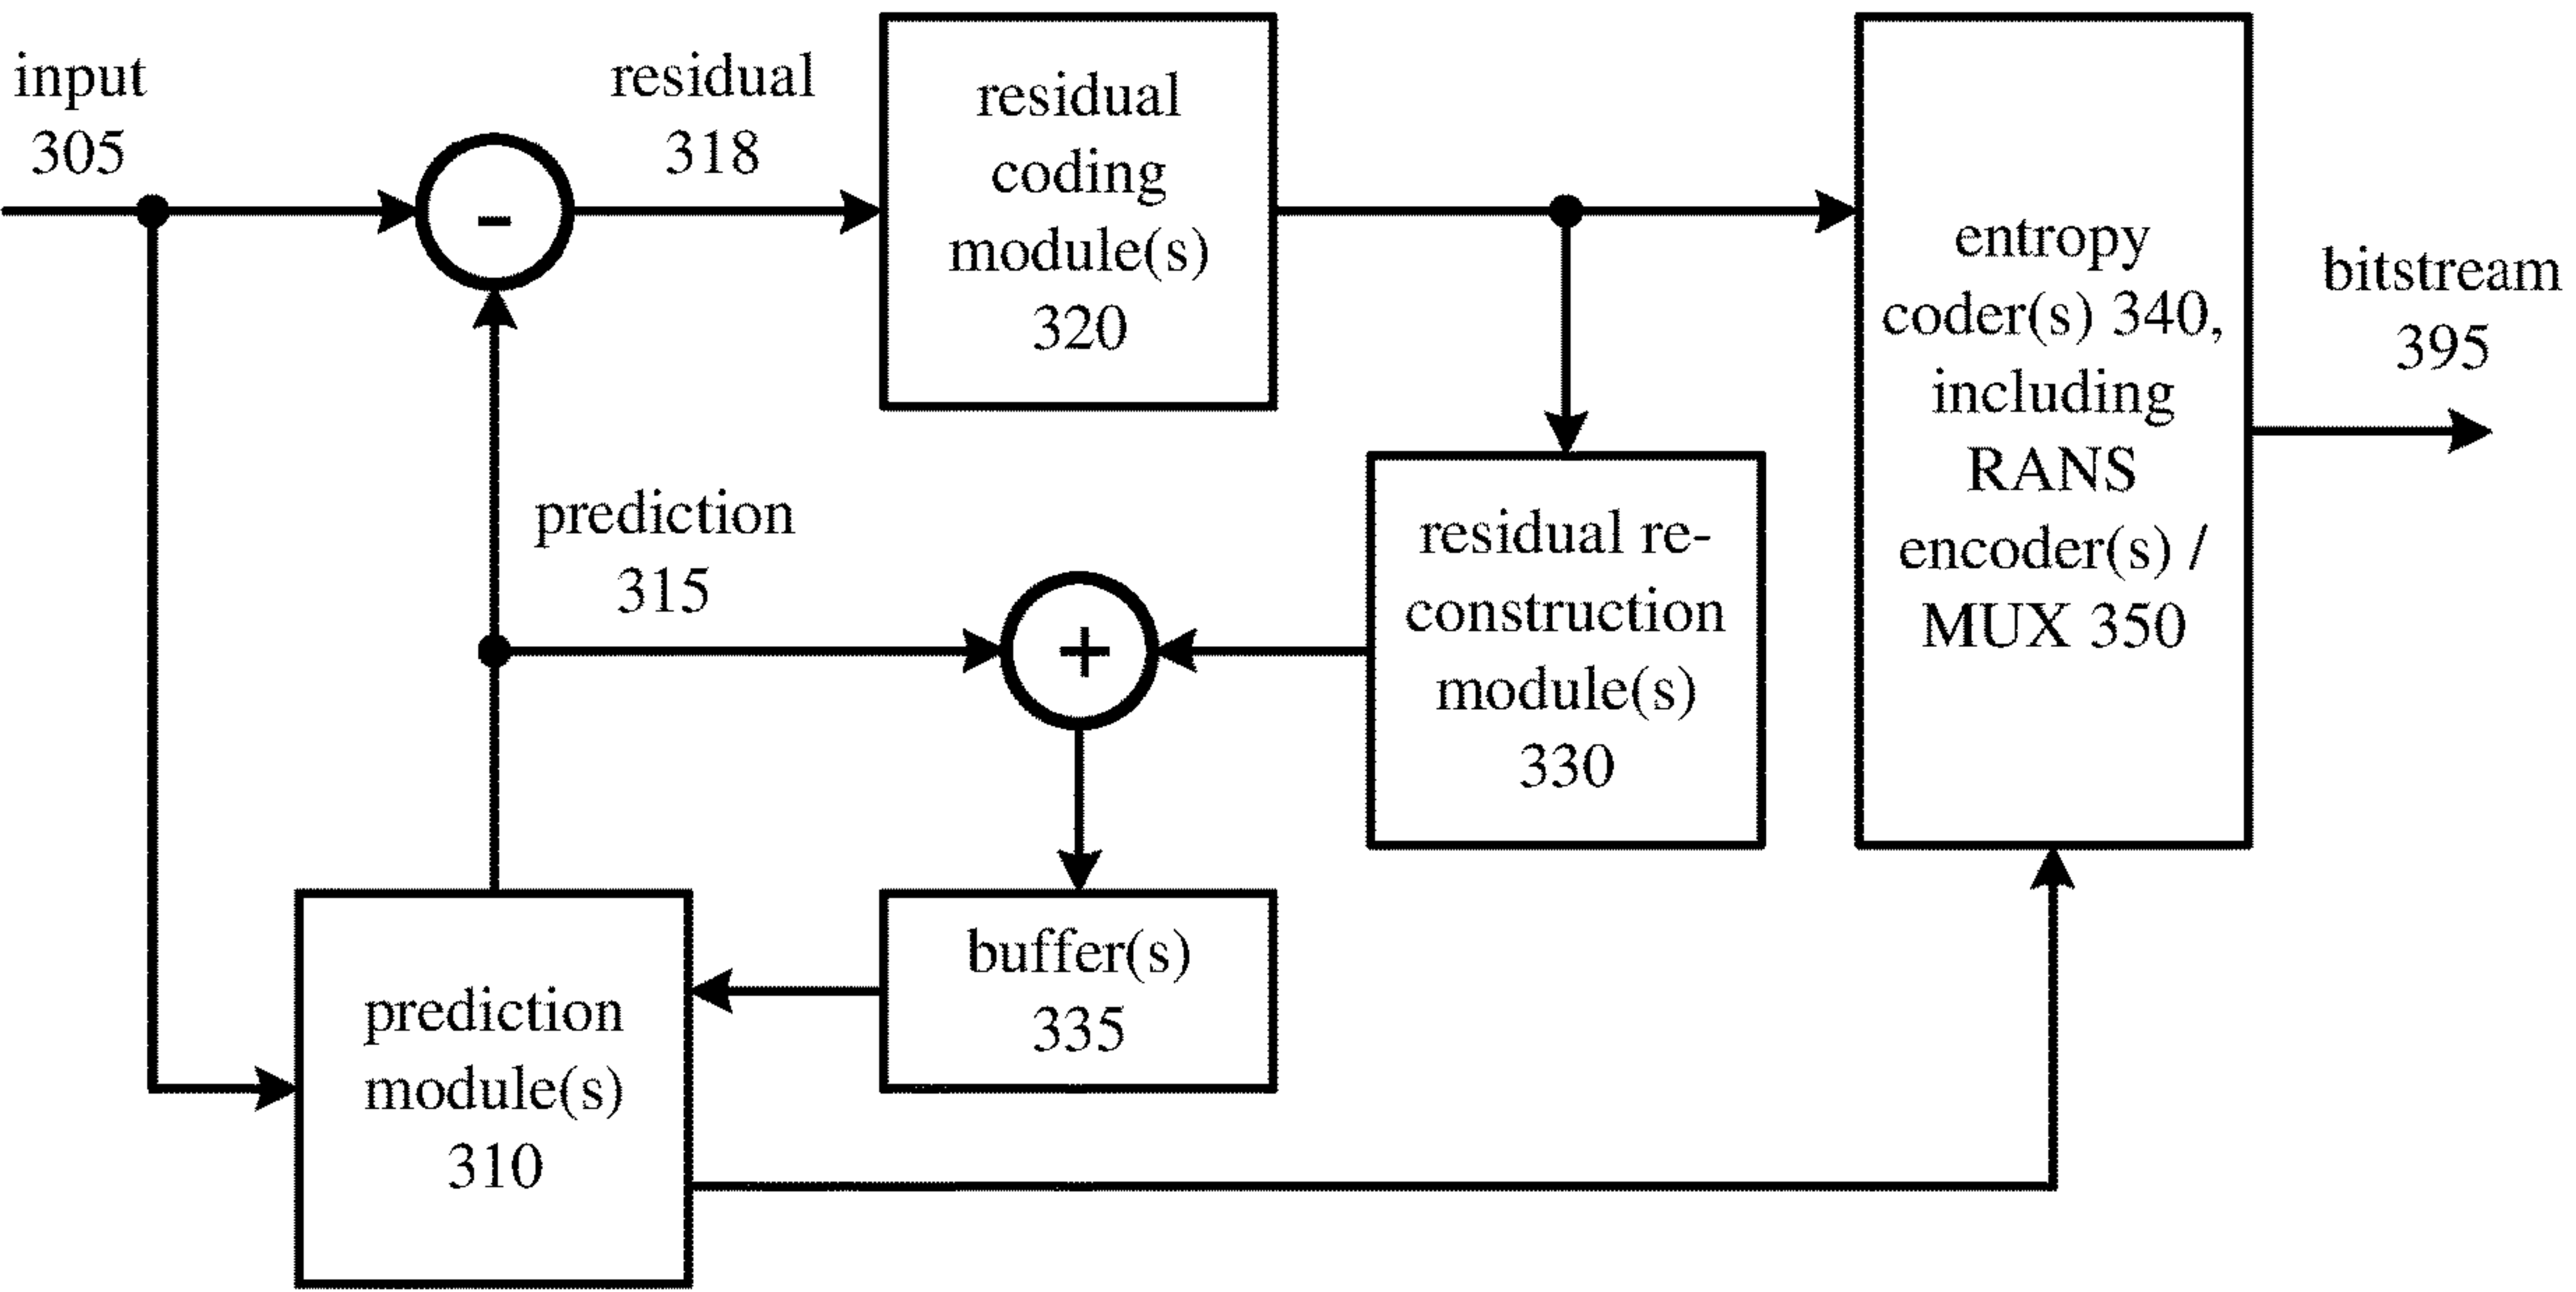 input
305
residual
318
-
residual
coding
module(s)
320
entropy
coder(s) 340,
including
RANS
encoder(s) /
MUX 350
bitstream
395
prediction
315
+
residual re-
construction
module(s)
330
buffer(s)
335
prediction
module(s)
310